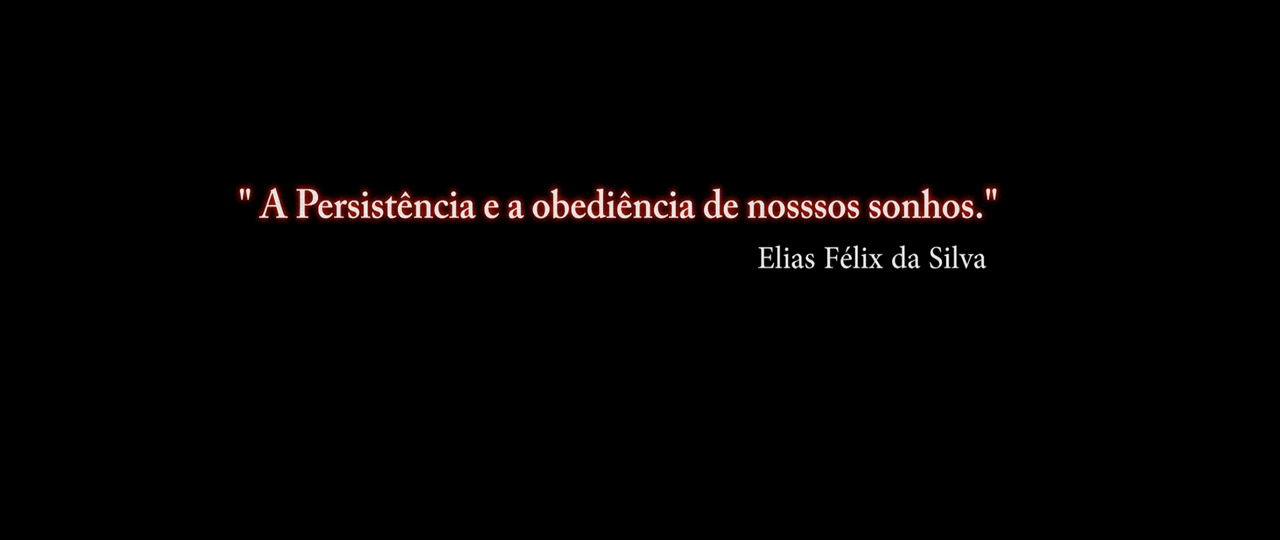 " A Persistência e a obediência de nosssos sonhos."
Elias Félix da Silva